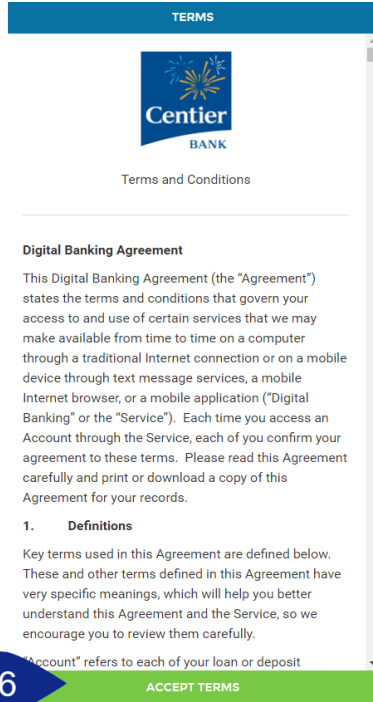 TERMS
Centier
BANK
Terms and Conditions
Digital Banking Agreement
This Digital Banking Agreement (the “Agreement”)
states the terms and conditions that govern your
access to and use of certain services that we may
make available from time to time on a computer
through a traditional Internet connection or on a mobile
device through text message services, a mobile
Internet browser, or a mobile application (“Digital
Banking” or the “Service”).  Each time you access an
Account through the Service, each of you confirm your
agreement to these terms.  Please read this Agreement
carefully and print or download a copy of this
Agreement for your records.
1. Definitions
Key terms used in this Agreement are defined below.
These and other terms defined in this Agreement have
very specific meanings, which will help you better
understand this Agreement and the Service, so we
encourage you to review them carefully.
“Account” refers to each of your loan or deposit
6
ACCEPT TERMS